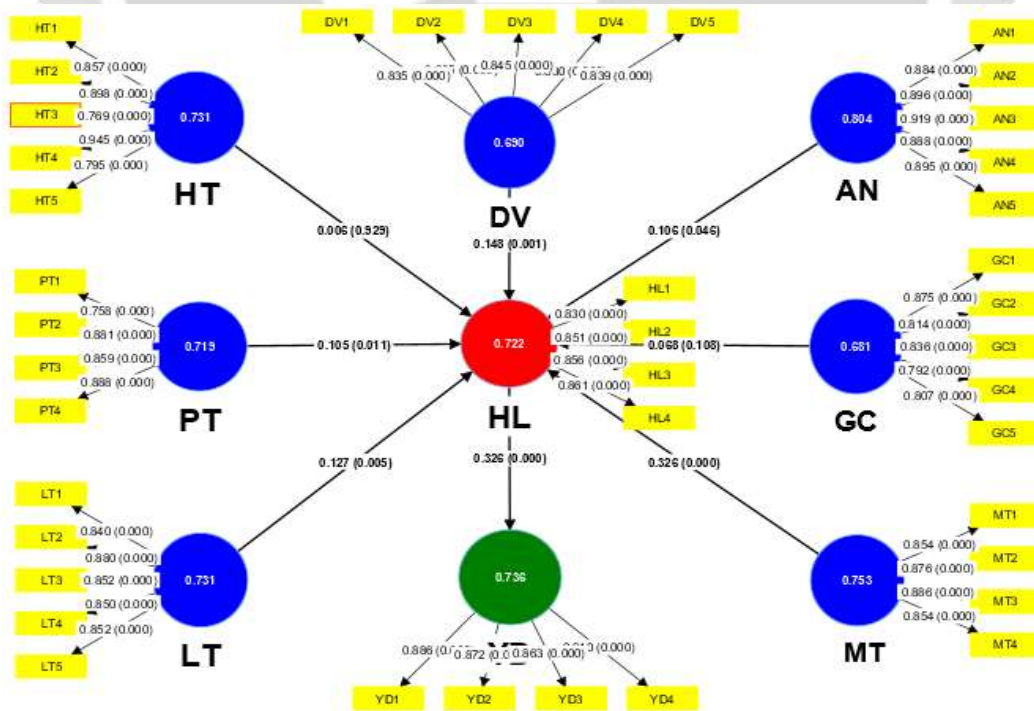 DV1 DV2 DV3 DV4 DV5
0.835 (0.000) 0.845 (0.000) 0.839 (0.000)
0.690
DV
0.148 (0.001)
HT1
HT2
HT3
HT4
HT5
0.857 (0.000)
0.898 (0.000)
0.769 (0.000)
0.945 (0.000)
0.795 (0.000)
0.731
HT
0.006 (0.929)
AN1
AN2
AN3
AN4
AN5
0.884 (0.000)
0.896 (0.000)
0.919 (0.000)
0.888 (0.000)
0.895 (0.000)
0.804
AN
0.106 (0.046)
PT1
PT2
PT3
PT4
0.758 (0.000)
0.881 (0.000)
0.859 (0.000)
0.888 (0.000)
0.719
PT
0.105 (0.011)
0.722
HL
HL1
HL2
HL3
HL4
0.830 (0.000)
0.851 (0.000)
0.856 (0.000)
0.861 (0.000)
0.068 (0.108)
0.681
GC
GC1
GC2
GC3
GC4
GC5
0.875 (0.000)
0.814 (0.000)
0.836 (0.000)
0.792 (0.000)
0.807 (0.000)
LT1
LT2
LT3
LT4
LT5
0.840 (0.000)
0.880 (0.000)
0.852 (0.000)
0.850 (0.000)
0.852 (0.000)
0.731
LT
0.127 (0.005)
0.326 (0.000)
0.736
0.872 0.863 (0.000)
YD1 YD2 YD3 YD4
0.326 (0.000)
0.753
MT
MT1
MT2
MT3
MT4
0.854 (0.000)
0.876 (0.000)
0.886 (0.000)
0.854 (0.000)